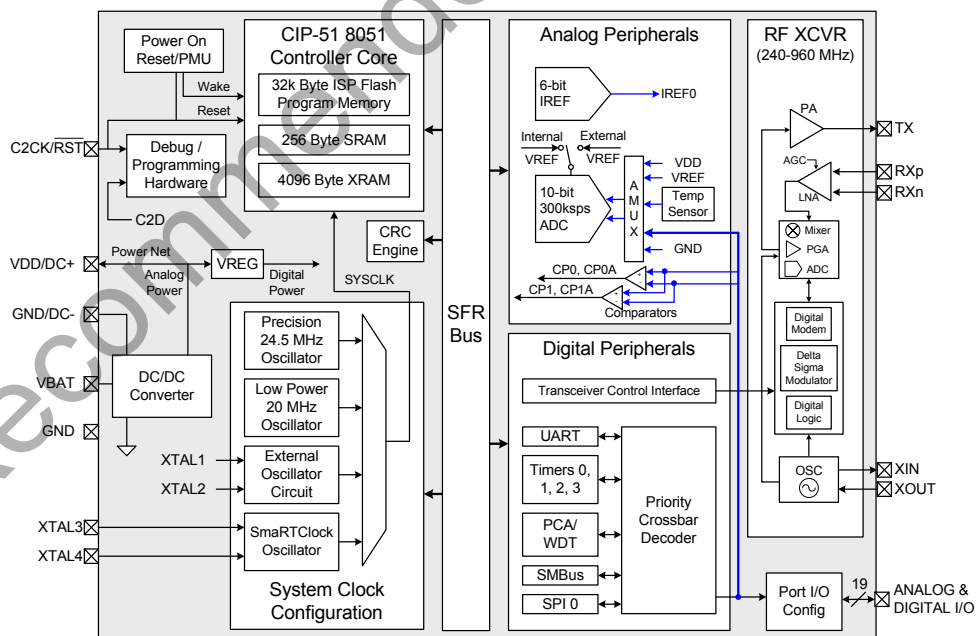 Power On
Reset/PMU
Wake
Reset
C2CK/RST
Debug /
Programming
Hardware
C2D
CIP-51 8051
Controller Core
32k Byte ISP Flash
Program Memory
256 Byte SRAM
4096 Byte XRAM
CRC
Engine
SYSCLK
VDD/DC+
Power Net
Analog
Power
VREG
Digital
Power
GND/DC-
VBAT
DC/DC
Converter
GND
Precision
24.5 MHz
Oscillator
Low Power
20 MHz
Oscillator
XTAL1
XTAL2
External
Oscillator
Circuit
XTAL3
XTAL4
SmaRTClock
Oscillator
System Clock
Configuration
SFR
Bus
Analog Peripherals
6-bit
IREF
IREF0
Internal
VREF
External
VREF
10-bit
300ksps
ADC
A
M
U
X
VDD
VREF
Temp
Sensor
GND
CP0, CP0A
CP1, CP1A
+
-
+
-
Comparators
Digital Peripherals
Transceiver Control Interface
UART
Timers 0,
1, 2, 3
PCA/
WDT
SMBus
SPI 0
Priority
Crossbar
Decoder
RF XCVR
(240-960 MHz)
PA
TX
AGC
LNA
RXp
RXn
Mixer
PGA
ADC
Digital
Modem
Delta
Sigma
Modulator
Digital
Logic
OSC
XIN
XOUT
Port I/O
Config
19
ANALOG &
DIGITAL I/O
Recommende